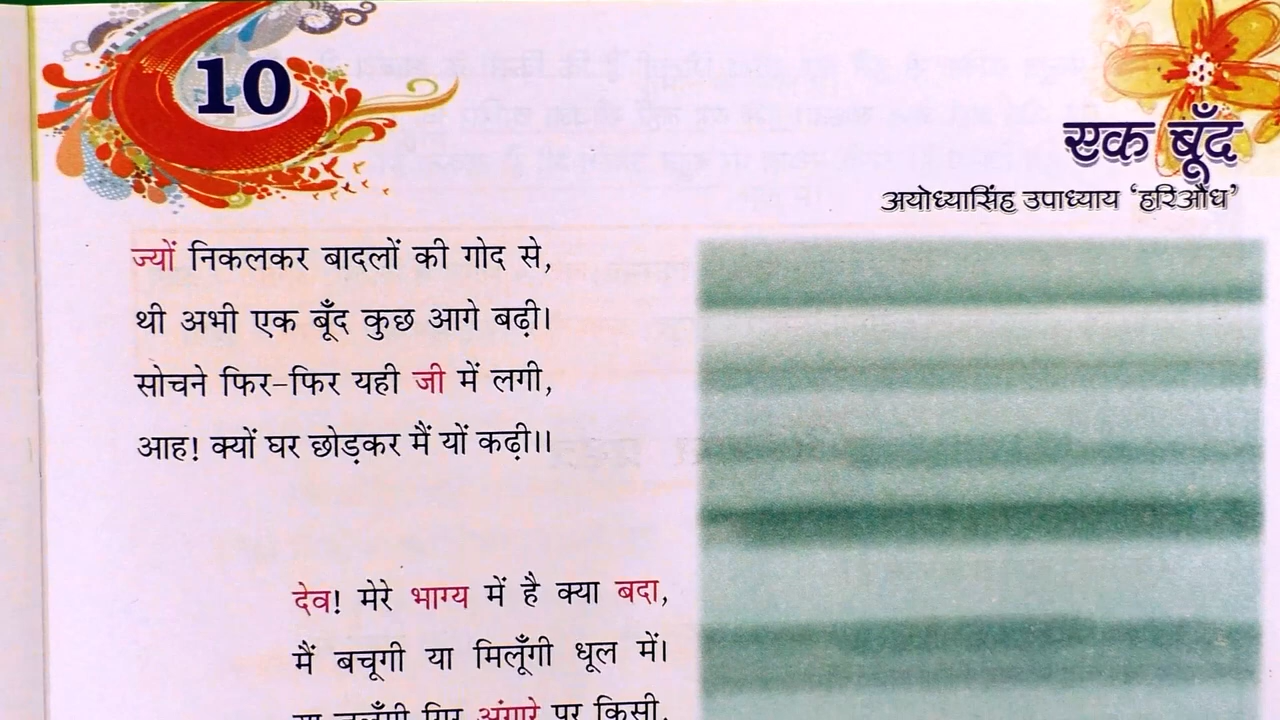 10
एक बूँद
अयोध्यासिंह उपाध्याय ‘हरिऔध’
ज्यों निकलकर बादलों की गोद से,
थी अभी एक बूँद कुछ आगे बढ़ी।
सोचने फिर-फिर यही जी में लगी,
आह! क्यों घर छोड़कर मैं यों कढ़ी।।
देव! मेरे भाग्य में है क्या बदा,
मैं बचूगी या मिलूँगी धूल में।
गिर अंगारे पर किसी,